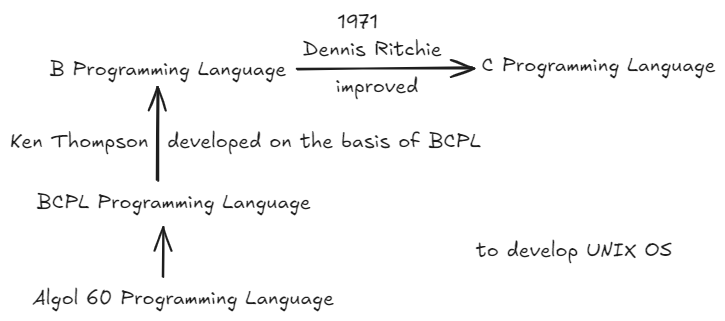 1971
Dennis Ritchie
B Programming Language
C Programming Language
improved
Ken Thompson
developed on the basis of BCPL
BCPL Programming Language
to develop UNIX OS
Algol 60 Programming Language